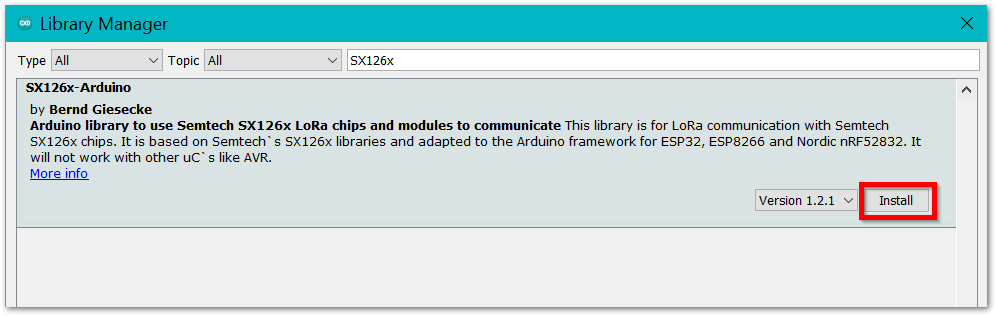 Library Manager
Type All Topic All SX126x
SX126x-Arduino
by Bernd Giesecke
Arduino library to use Semtech SX126x LoRa chips and modules to communicate This library is for LoRa communication with Semtech
SX126x chips. It is based on Semtech`s SX126x libraries and adapted to the Arduino framework for ESP32, ESP8266 and Nordic nRF52832. It
will not work with other uC`s like AVR.
More info
Version 1.2.1 Install